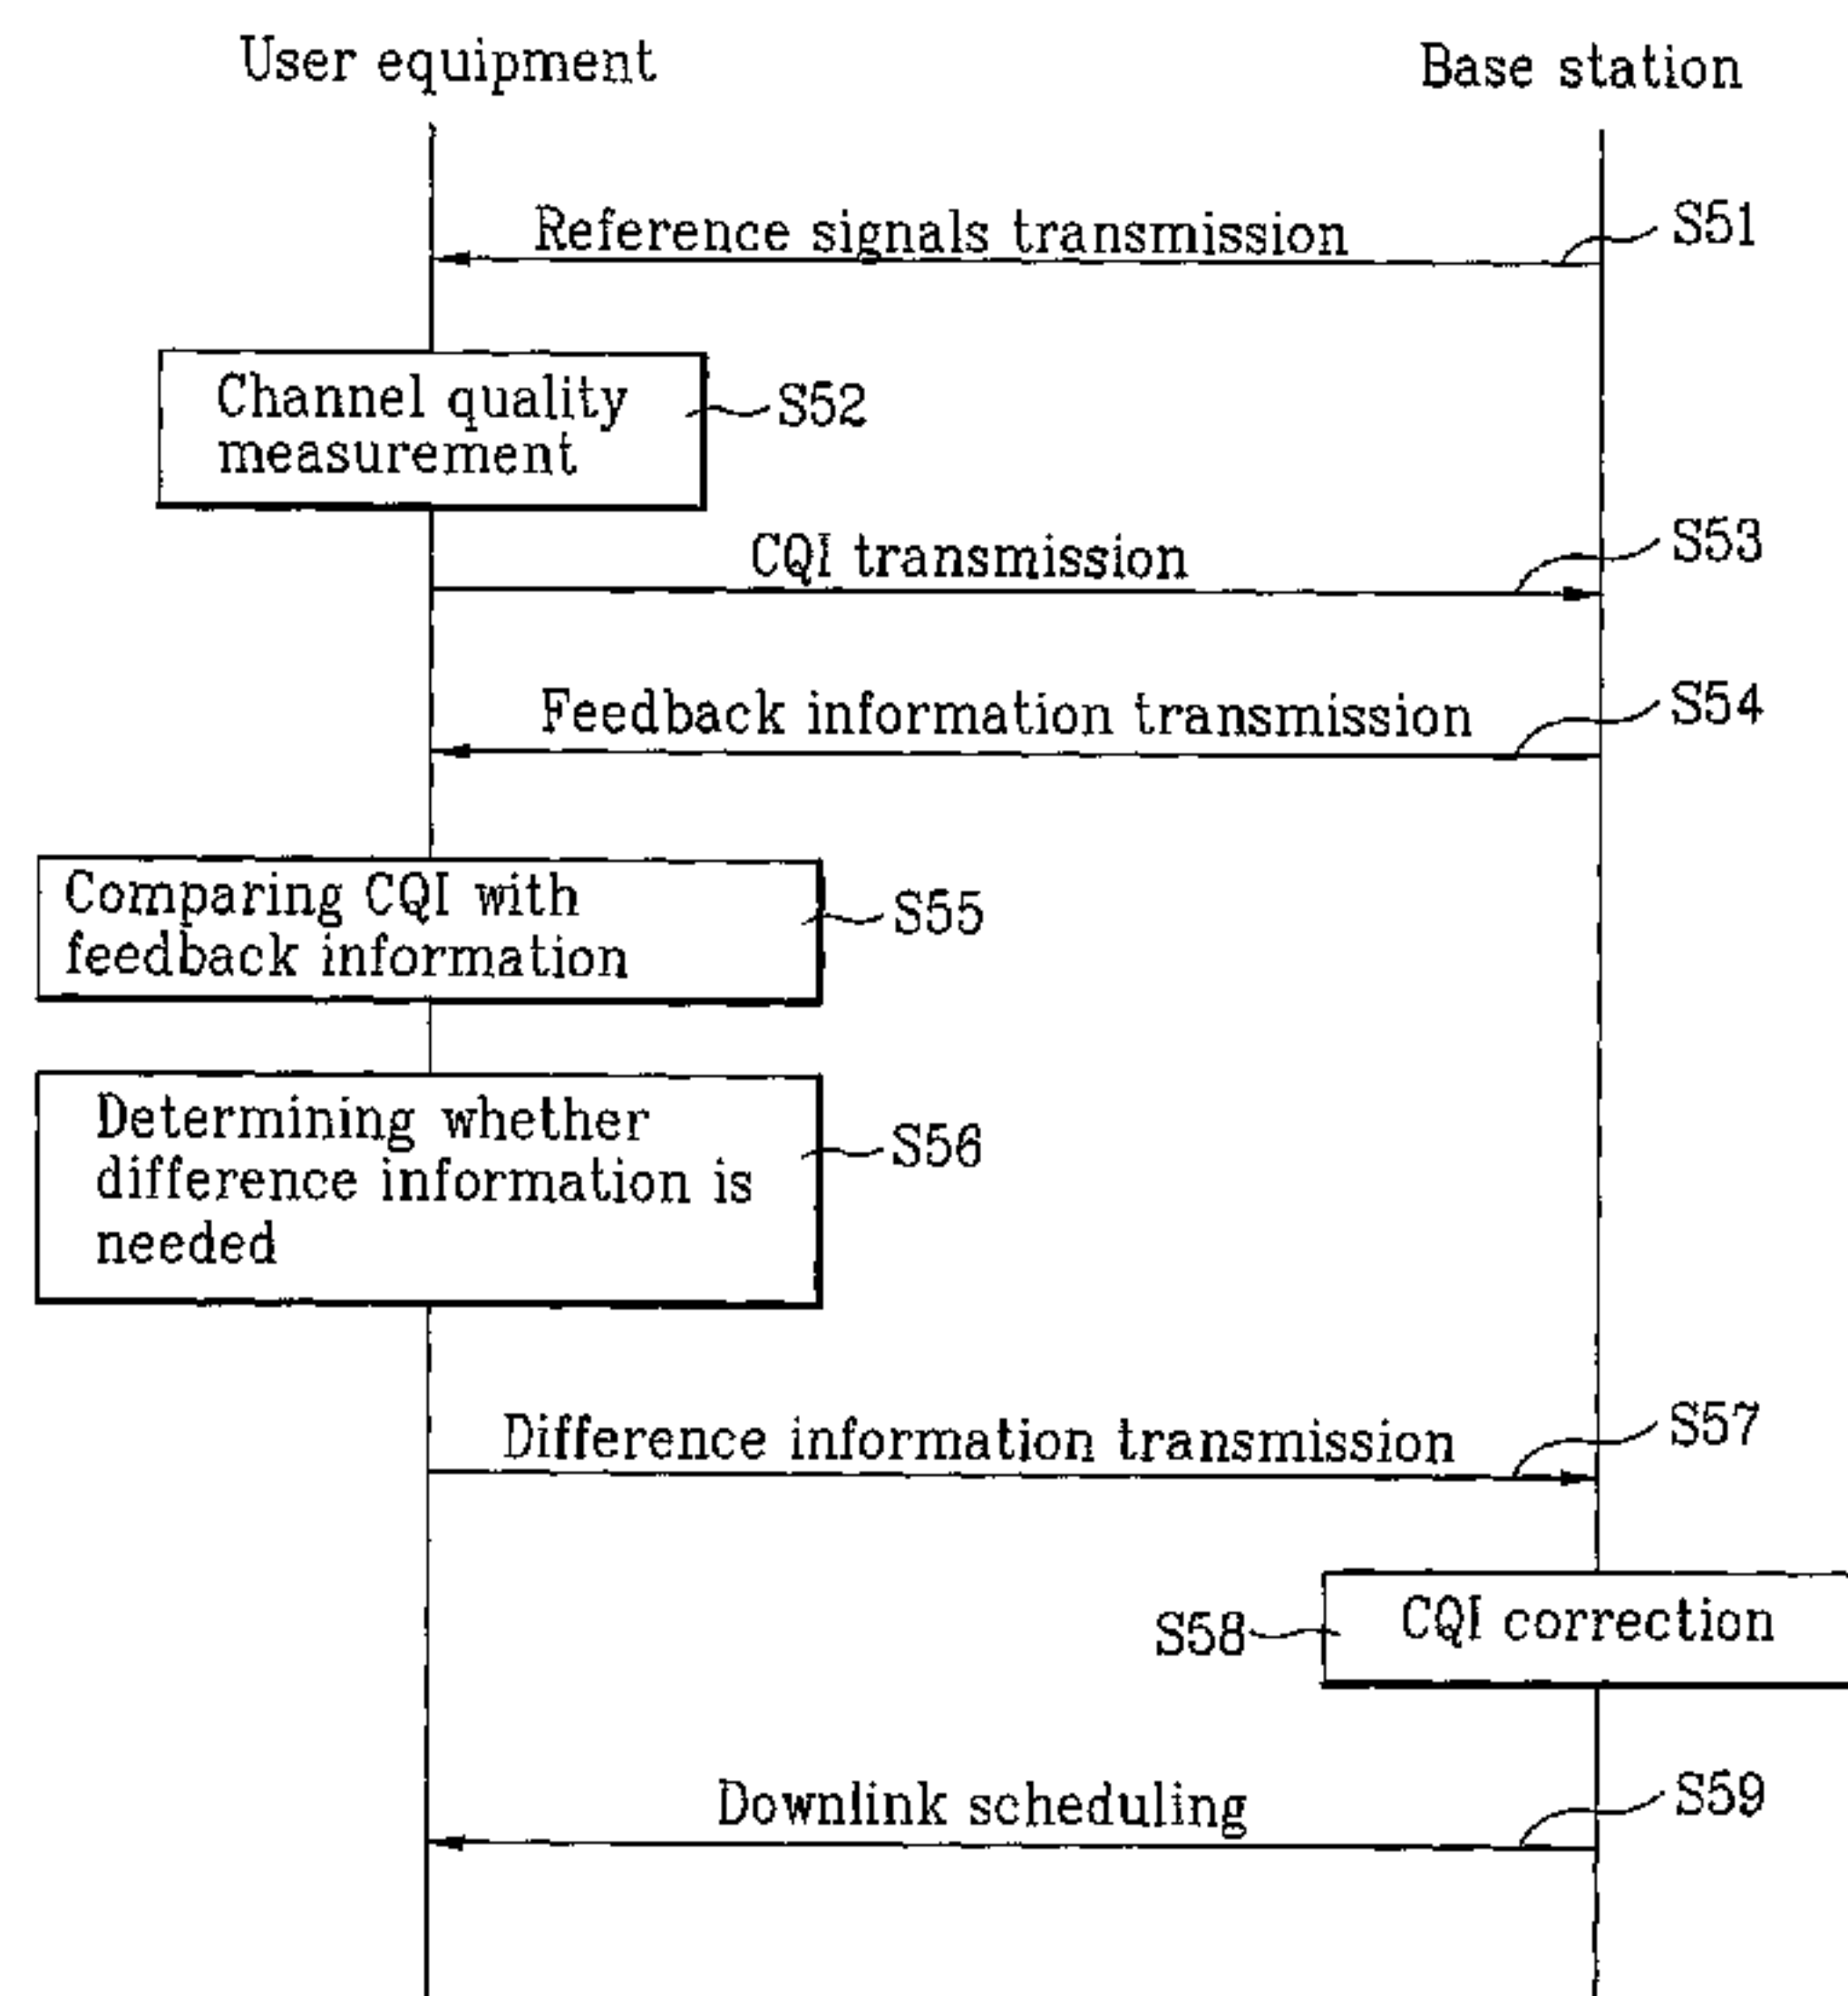 User equipment
Base station
Reference signals transmission
S51
Channel quality
measurement
S52
CQI transmission
S53
Feedback information transmission
S54
Comparing CQI with
feedback information
S55
Determining whether
difference information is
needed
S56
Difference information transmission
S57
S58
CQI correction
Downlink scheduling
S59